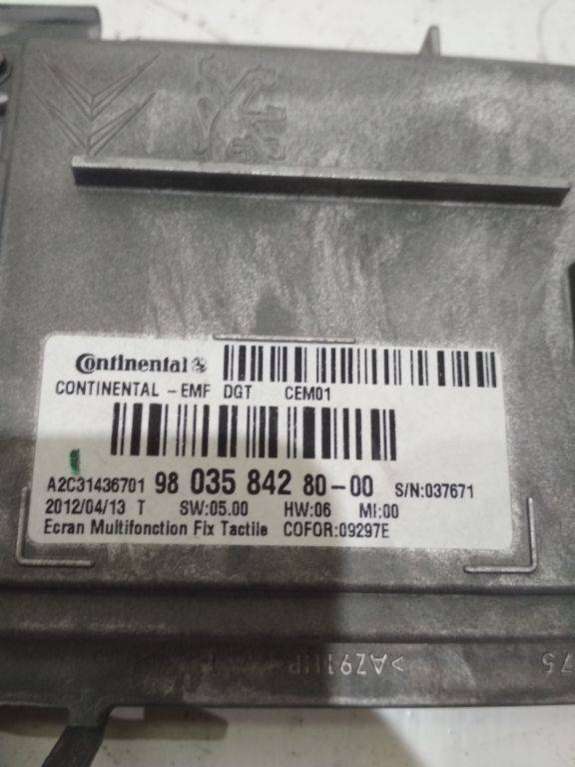 Continental
CONTINENTAL -EMF DGT CEM01
A2C31436701 98 035 842 80-00 S/N:037671
2012/04/13 T SW:05.00 HW:06 MI:00
Ecran Multifonction Fix Tactile COFOR:09297E
75